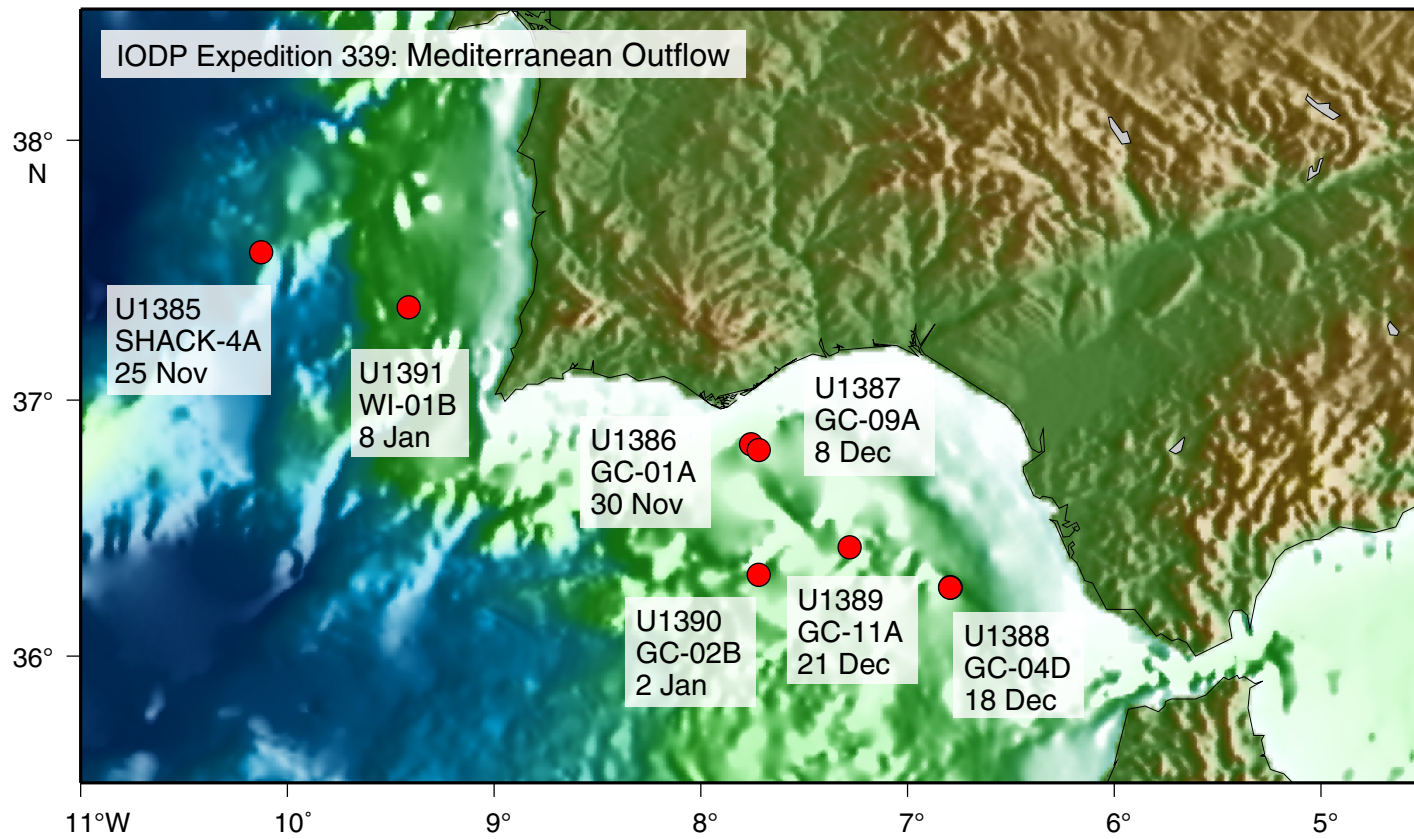 IODP Expedition 339: Mediterranean Outflow
38°
N
37°
36°
U1385
SHACK-4A
25 Nov
U1391
WI-01B
8 Jan
U1386
GC-01A
30 Nov
U1387
GC-09A
8 Dec
U1390
GC-02B
2 Jan
U1389
GC-11A
21 Dec
U1388
GC-04D
18 Dec
11°W
10°
9°
8°
7°
6°
5°